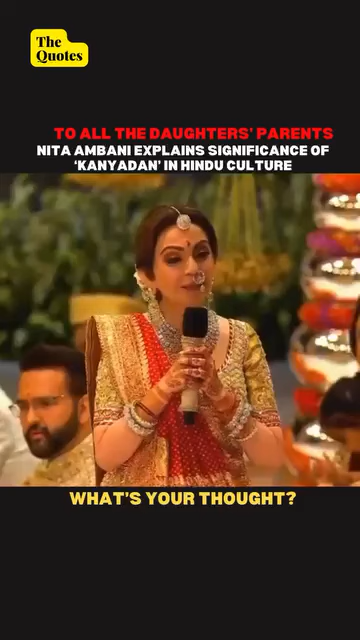 The
Quotes
TO ALL THE DAUGHTERS' PARENTS
NITA AMBANI EXPLAINS SIGNIFICANCE OF
‘KANYADAN’ IN HINDU CULTURE
WHAT'S YOUR THOUGHT?